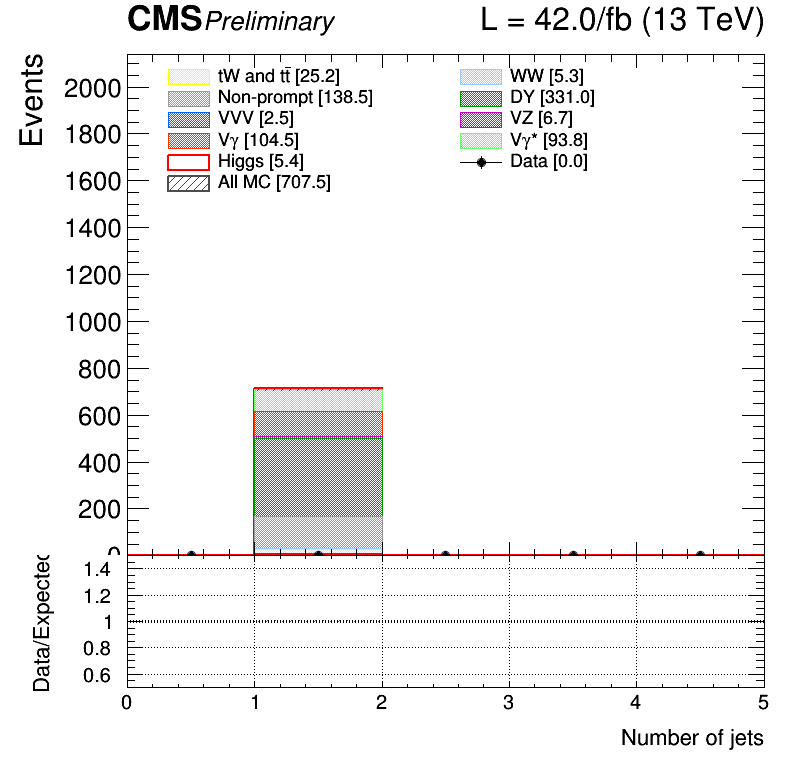 CMS Preliminary L = 42.0/fb (13 TeV)
Events
2000
1800
1600
1400
1200
1000
800
600
400
200
0
tW and tt̄ [25.2]
Non-prompt [138.5]
VVV [2.5]
Vγ [104.5]
Higgs [5.4]
All MC [707.5]
WW [5.3]
DY [331.0]
VZ [6.7]
Vγ* [93.8]
Data [0.0]
Data/Expected
1.4
1.2
1
0.8
0.6
0 1 2 3 4 5
Number of jets